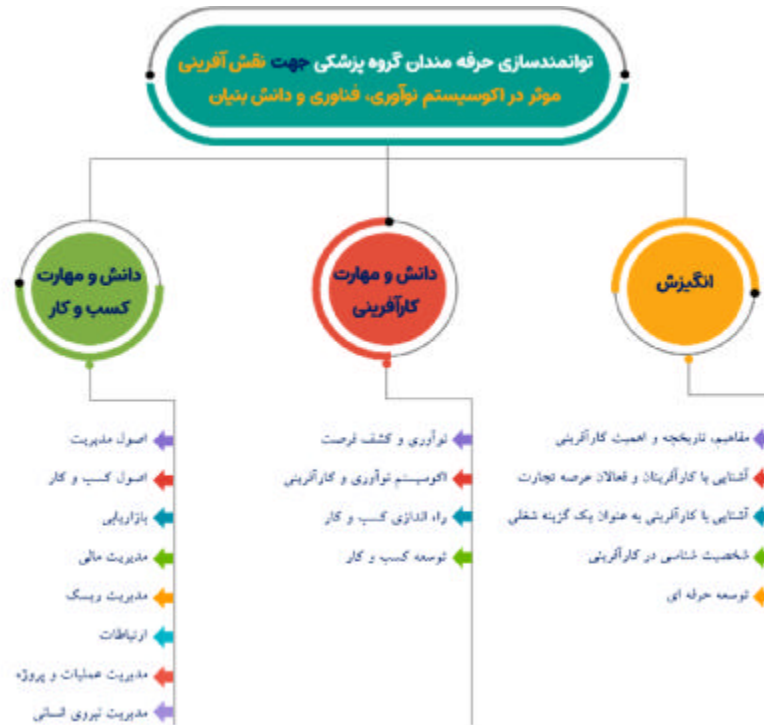 توانمندسازی حرفه مندان گروه پزشکی جهت نقش آفرینی
موثر در اکوسیستم نوآوری، فناوری و دانش بنیان
انگیزش
مفاهیم، تاریخچه و اهمیت کارآفرینی
آشنایی با کارآفرینان و فعالان عرصه تجارت
آشنایی با کارآفرینی به عنوان یک گزینه شغلی
شخصیت شناسی در کارآفرینی
توسعه حرفه ای
دانش و مهارت
کارآفرینی
نوآوری و کشف فرصت
اکوسیستم نوآوری و کارآفرینی
راه اندازی کسب و کار
توسعه کسب و کار
دانش و مهارت
کسب و کار
اصول مدیریت
اصول کسب و کار
بازاریابی
مدیریت مالی
مدیریت ریسک
ارتباطات
مدیریت عملیات و پروژه
مدیریت نیروی انسانی